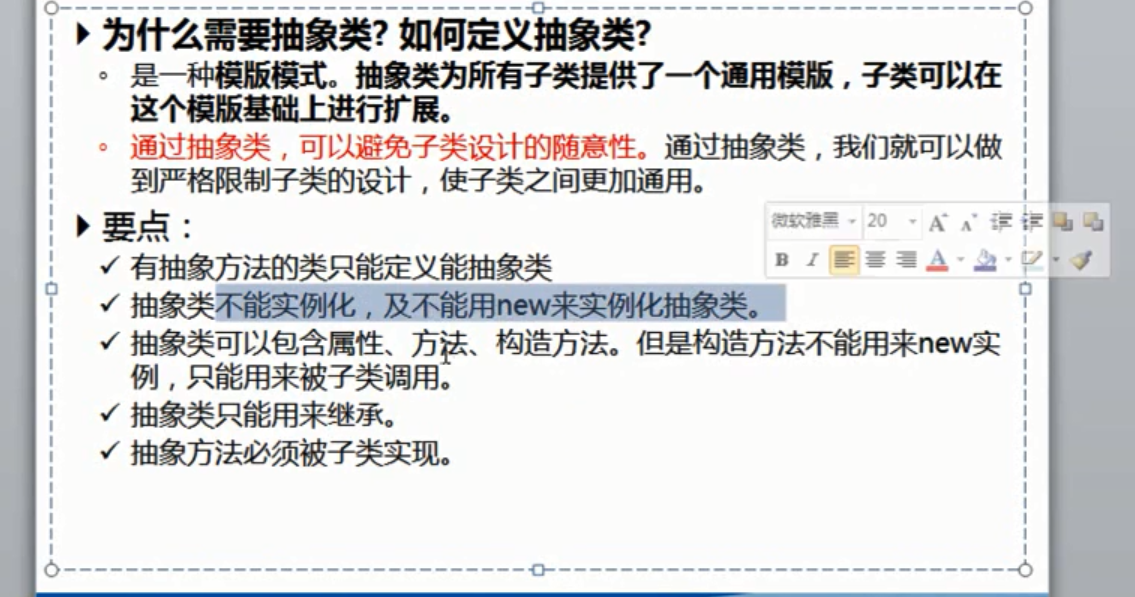 为什么需要抽象类? 如何定义抽象类?
是一种模版模式。抽象类为所有子类提供了一个通用模版，子类可以在
这个模版基础上进行扩展。
通过抽象类，可以避免子类设计的随意性。通过抽象类，我们就可以做
到严格限制子类的设计，使子类之间更加通用。
要点：
微软雅黑 20 A A
B I A
有抽象方法的类只能定义能抽象类
抽象类不能实例化，及不能用new来实例化抽象类。
抽象类可以包含属性、方法、构造方法。但是构造方法不能用来new实
例，只能用来被子类调用。
抽象类只能用来继承。
抽象方法必须被子类实现。